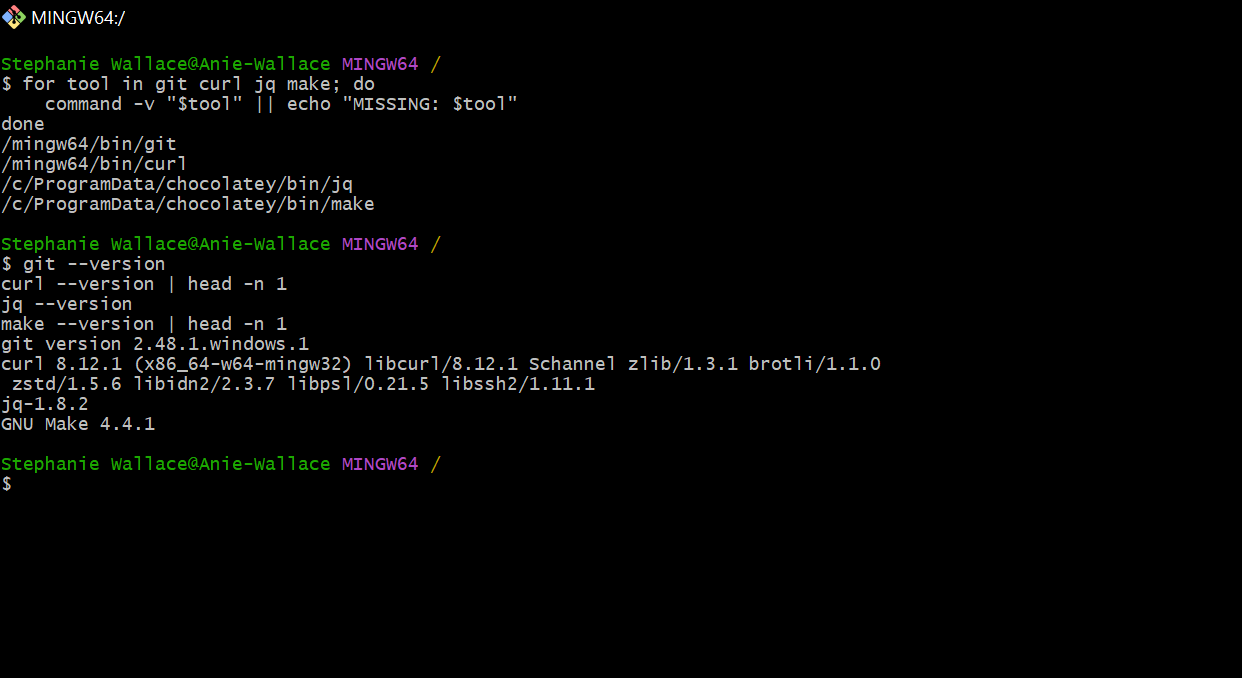 MINGW64:/
Stephanie Wallace@Anie-Wallace MINGW64 /
$ for tool in git curl jq make; do
    command -v "$tool" || echo "MISSING: $tool"
done
/mingw64/bin/git
/mingw64/bin/curl
/c/ProgramData/chocolatey/bin/jq
/c/ProgramData/chocolatey/bin/make
Stephanie Wallace@Anie-Wallace MINGW64 /
$ git --version
curl --version | head -n 1
jq --version
make --version | head -n 1
git version 2.48.1.windows.1
curl 8.12.1 (x86_64-w64-mingw32) libcurl/8.12.1 Schannel zlib/1.3.1 brotli/1.1.0
 zstd/1.5.6 libidn2/2.3.7 libpsl/0.21.5 libssh2/1.11.1
jq-1.8.2
GNU Make 4.4.1
Stephanie Wallace@Anie-Wallace MINGW64 /
$